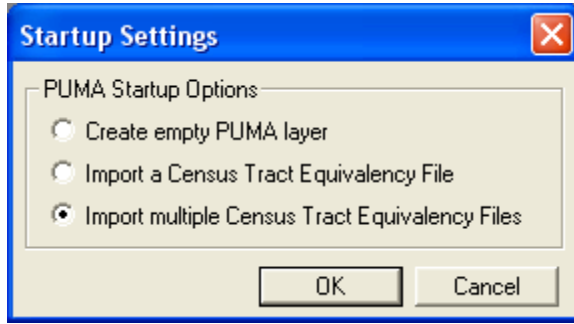 Startup Settings
PUMA Startup Options
Create empty PUMA layer
Import a Census Tract Equivalency File
Import multiple Census Tract Equivalency Files
OK Cancel